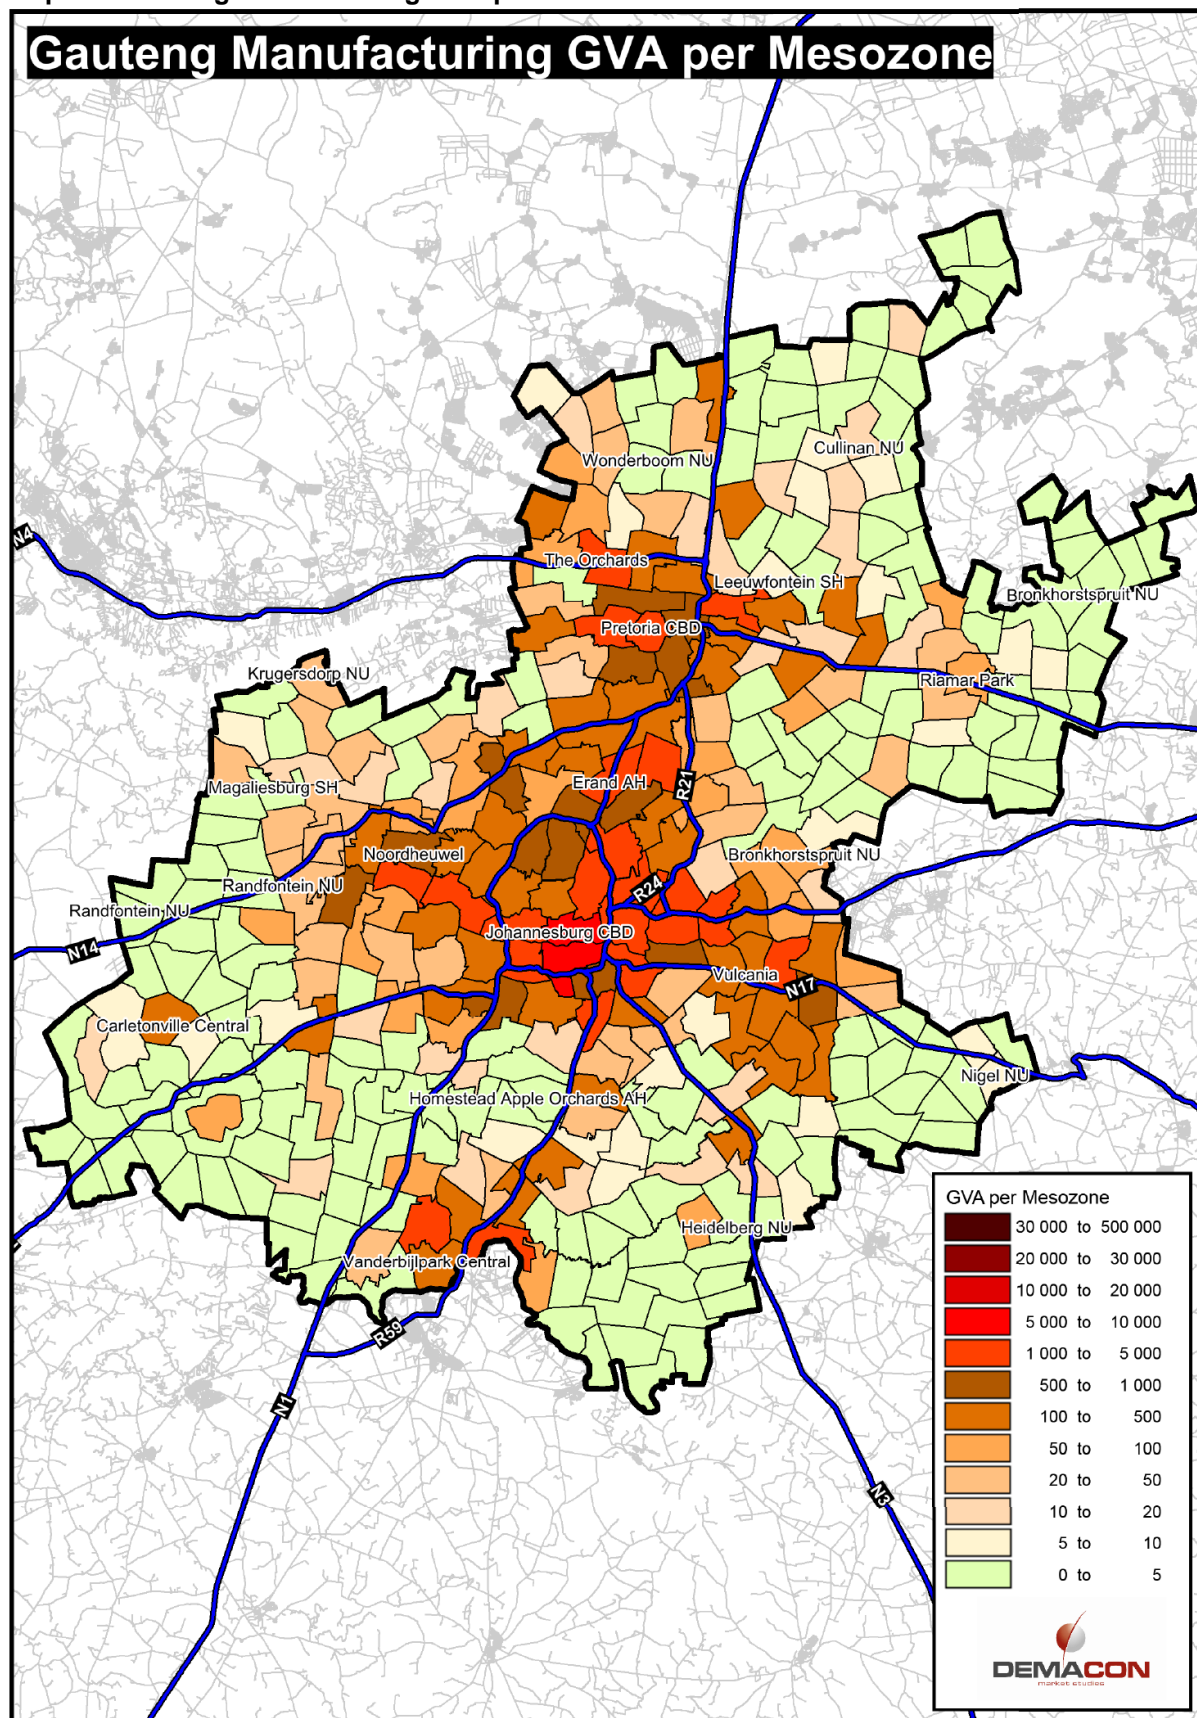 Gauteng Manufacturing GVA per Mesozone
Cullinan NU
Wonderboom NU
N4
The Orchards
Leeuwfontein SH
Bronkhorstspruit NU
Pretoria CBD
Krugersdorp NU
Riamar Park
Magaliesburg SH
Erand AH
R21
Noordheuwel
Bronkhorstspruit NU
Randfontein NU
R24
Randfontein NU
Johannesburg CBD
N14
Vulcania
N17
Carletonville Central
Nigel NU
Homestead Apple Orchards AH
Heidelberg NU
Vanderbijlpark Central
R59
N1
N3
GVA per Mesozone
30 000 to 500 000
20 000 to 30 000
10 000 to 20 000
5 000 to 10 000
1 000 to 5 000
500 to 1 000
100 to 500
50 to 100
20 to 50
10 to 20
5 to 10
0 to 5
DEMACON
market studies